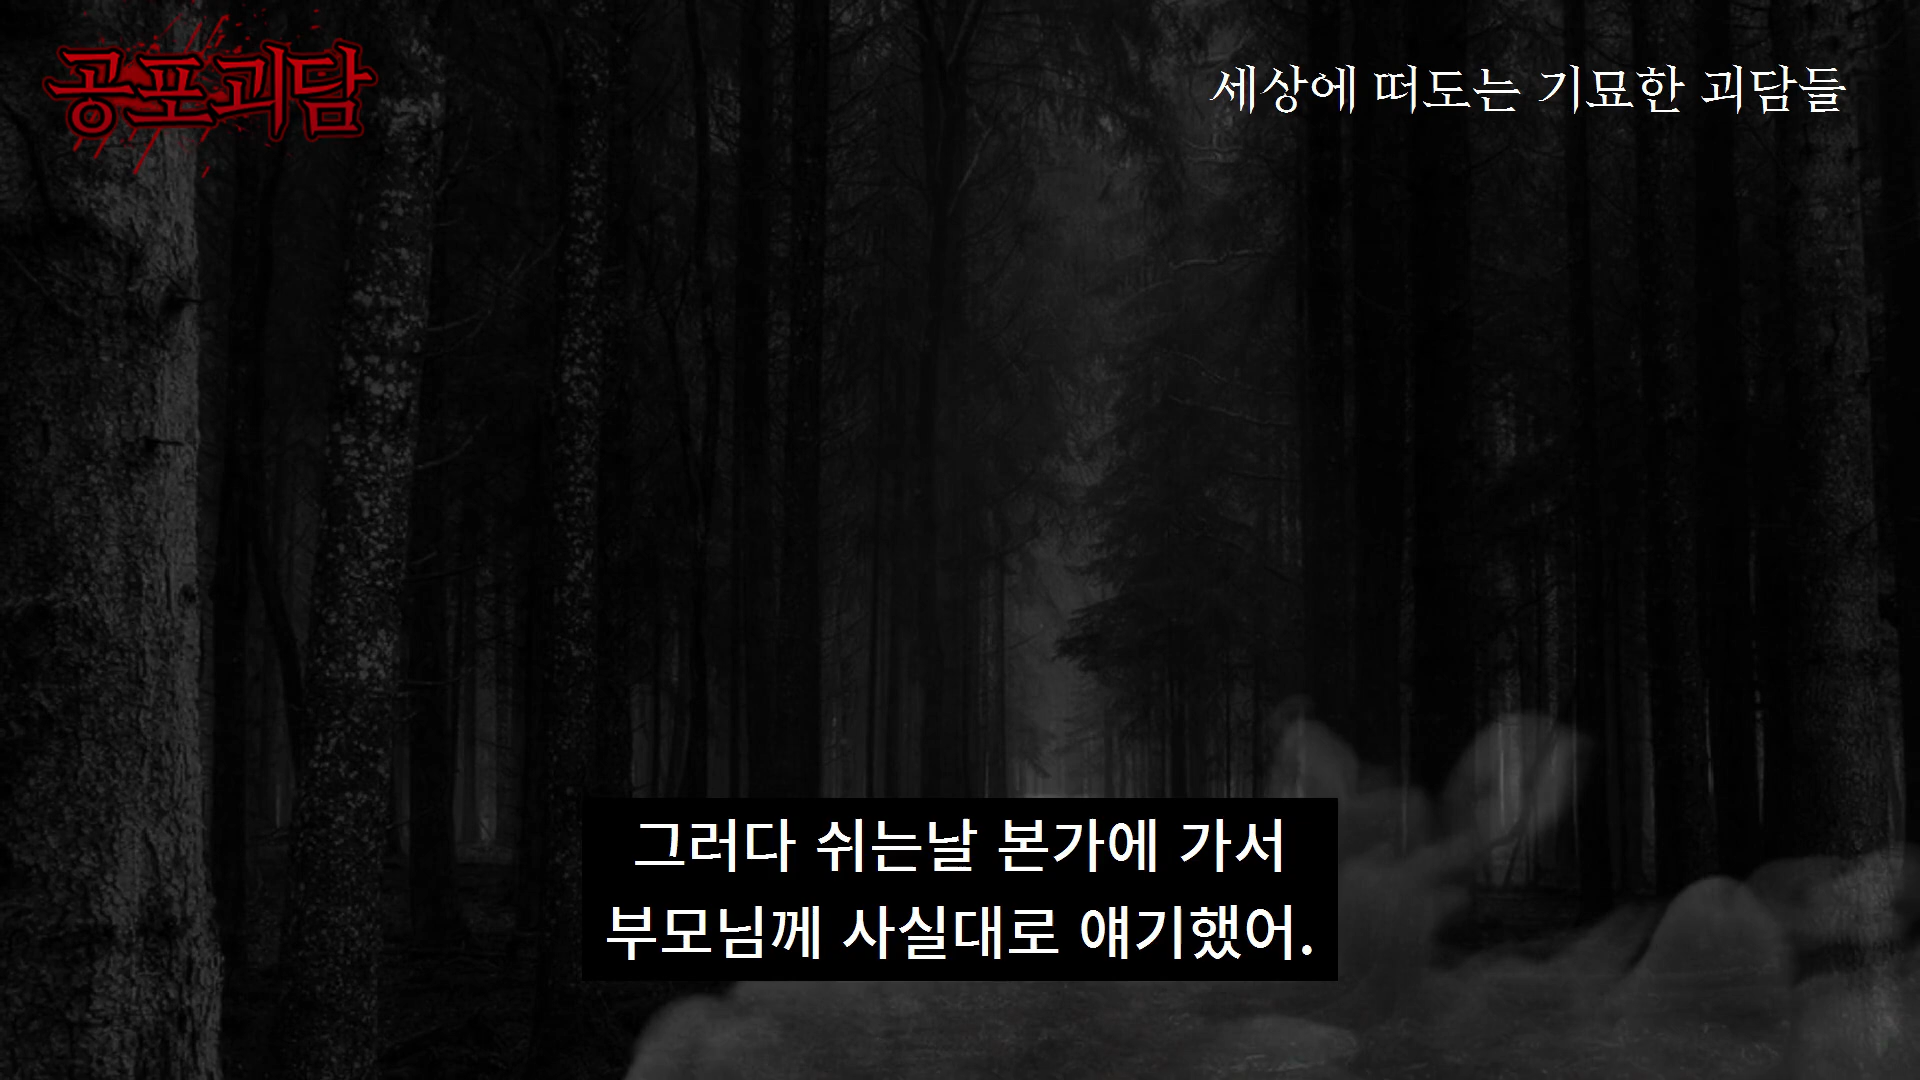 공포괴담
세상에 떠도는 기묘한 괴담들
그러다 쉬는날 본가에 가서
부모님께 사실대로 얘기했어.